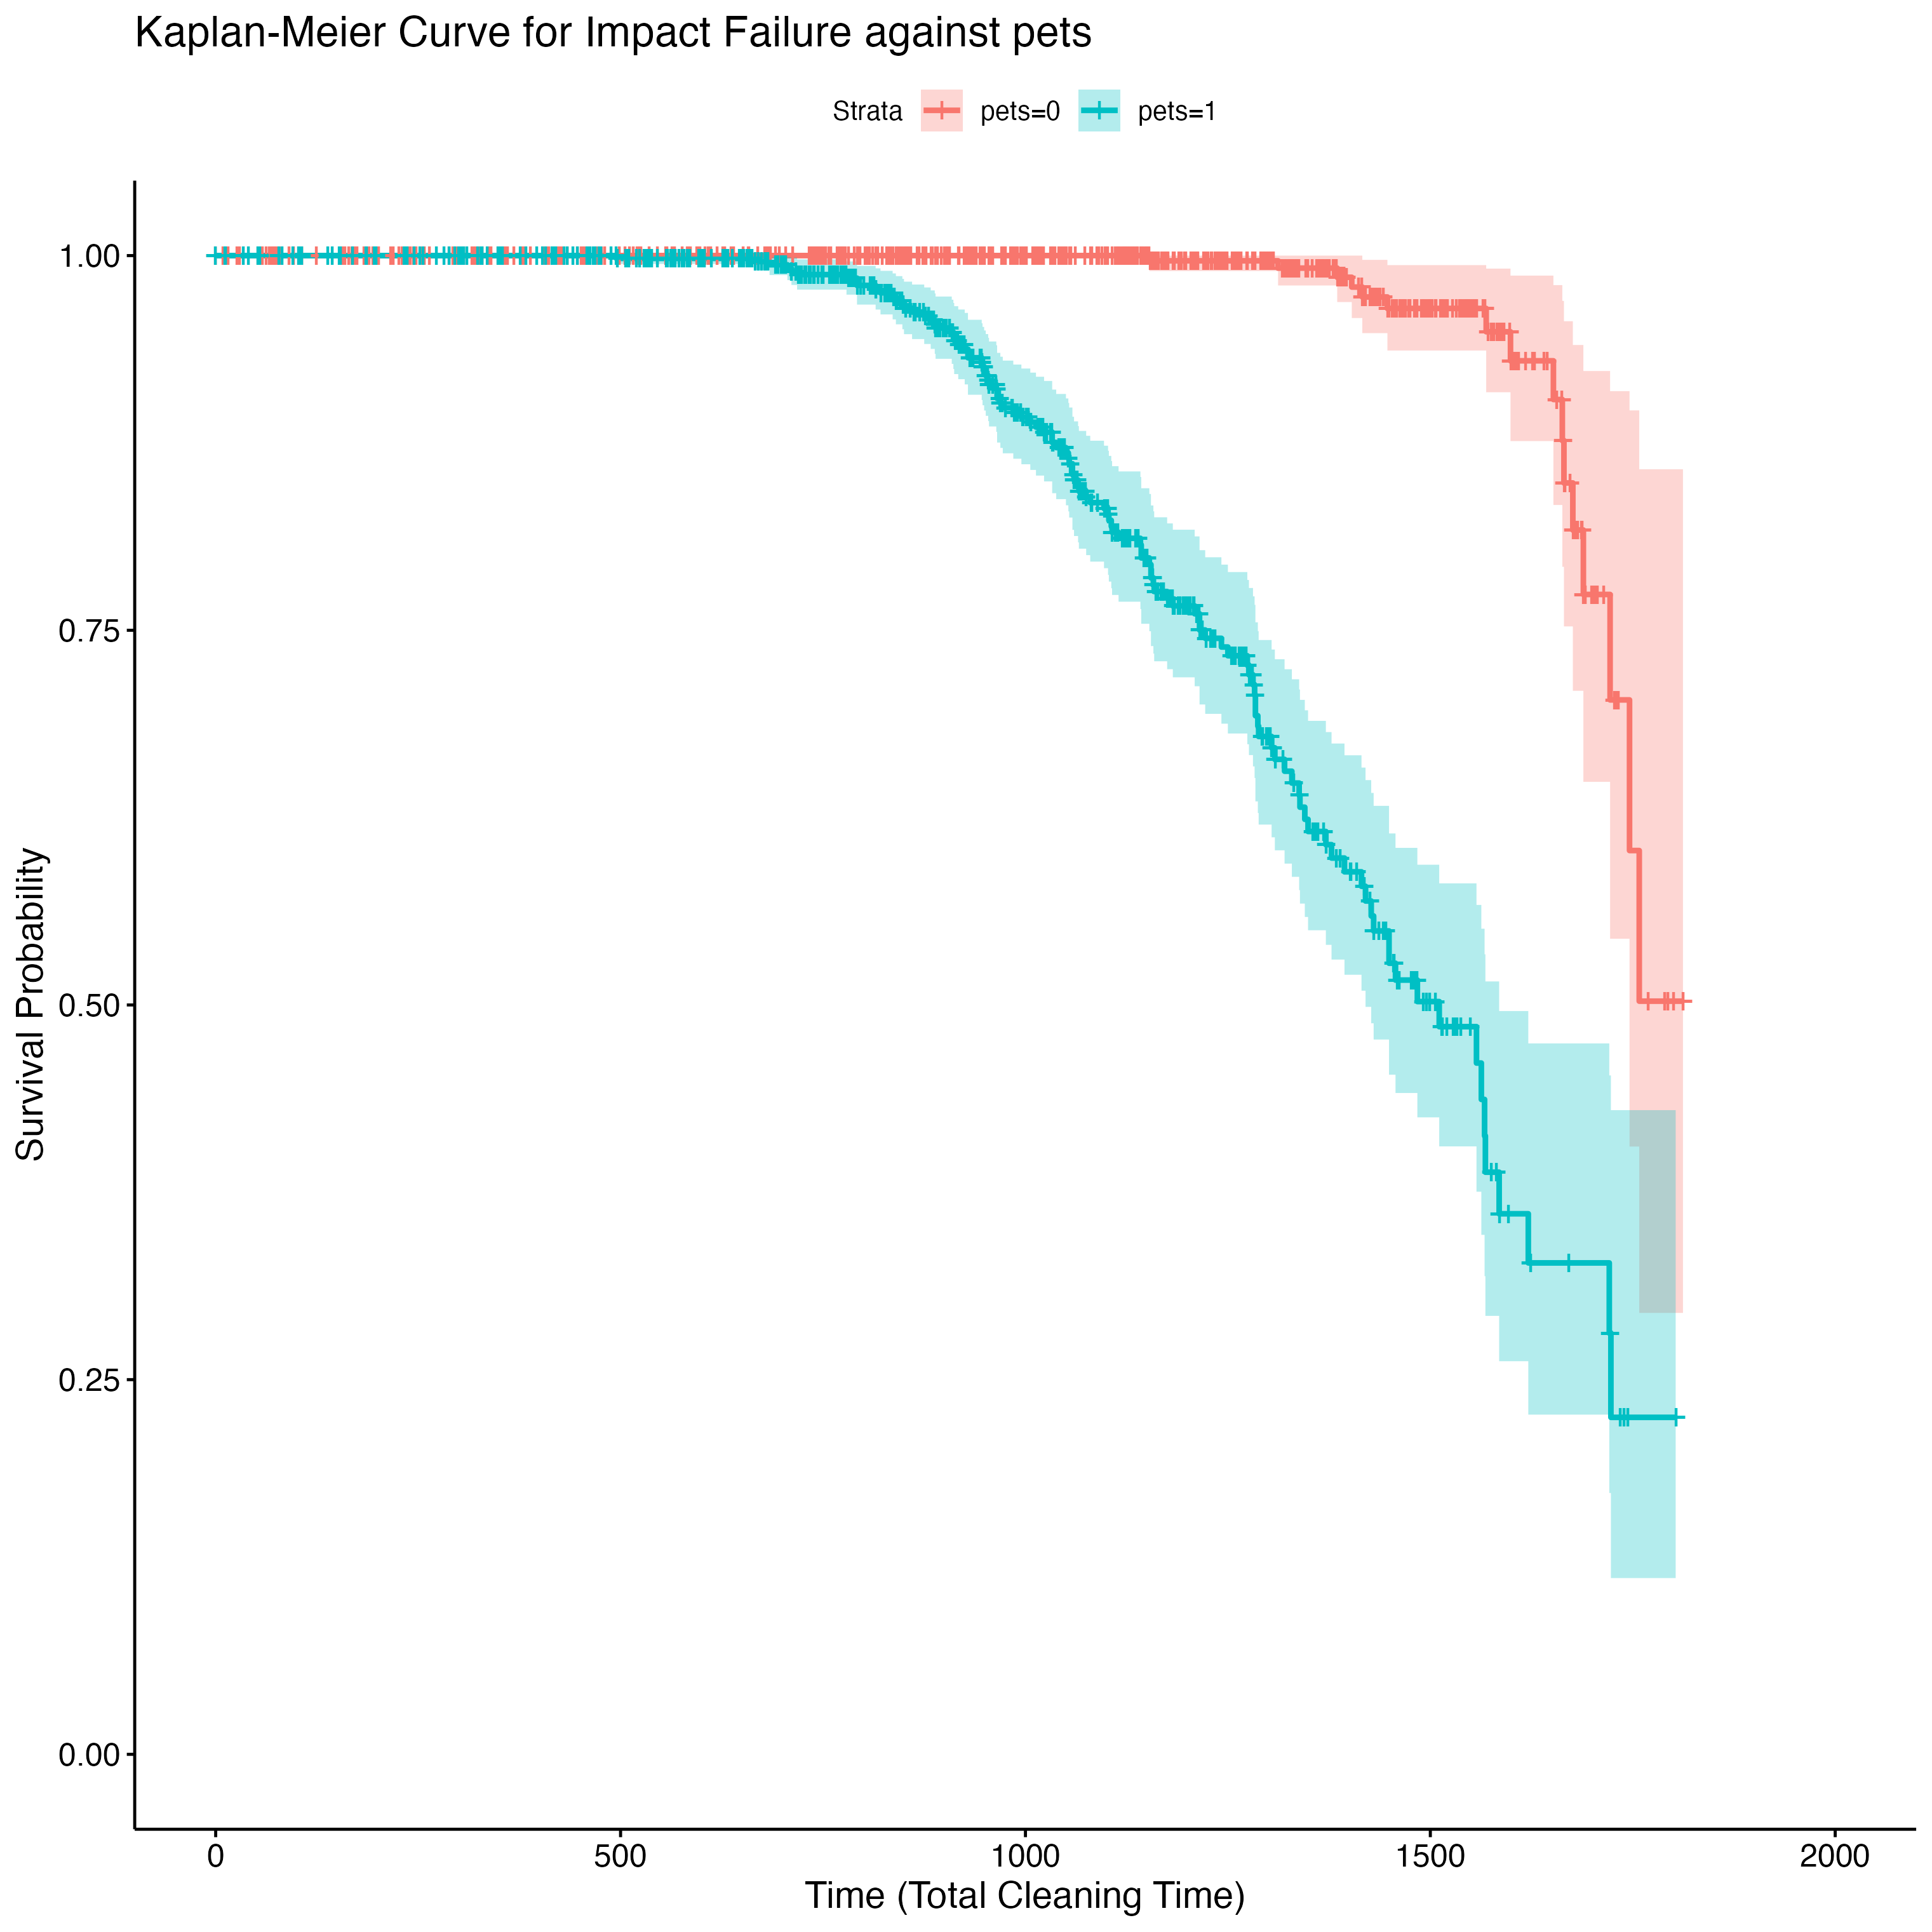 Kaplan-Meier Curve for Impact Failure against pets
Strata pets=0 pets=1
Survival Probability
1.00
0.75
0.50
0.25
0.00
0 500 1000 1500 2000
Time (Total Cleaning Time)